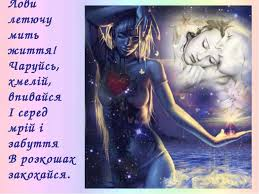 Лови
летючу
мить
життя!
Чаруйсь,
хмелій,
впивайся
І серед
мрій і
забуття
В розкошах
закохайся.